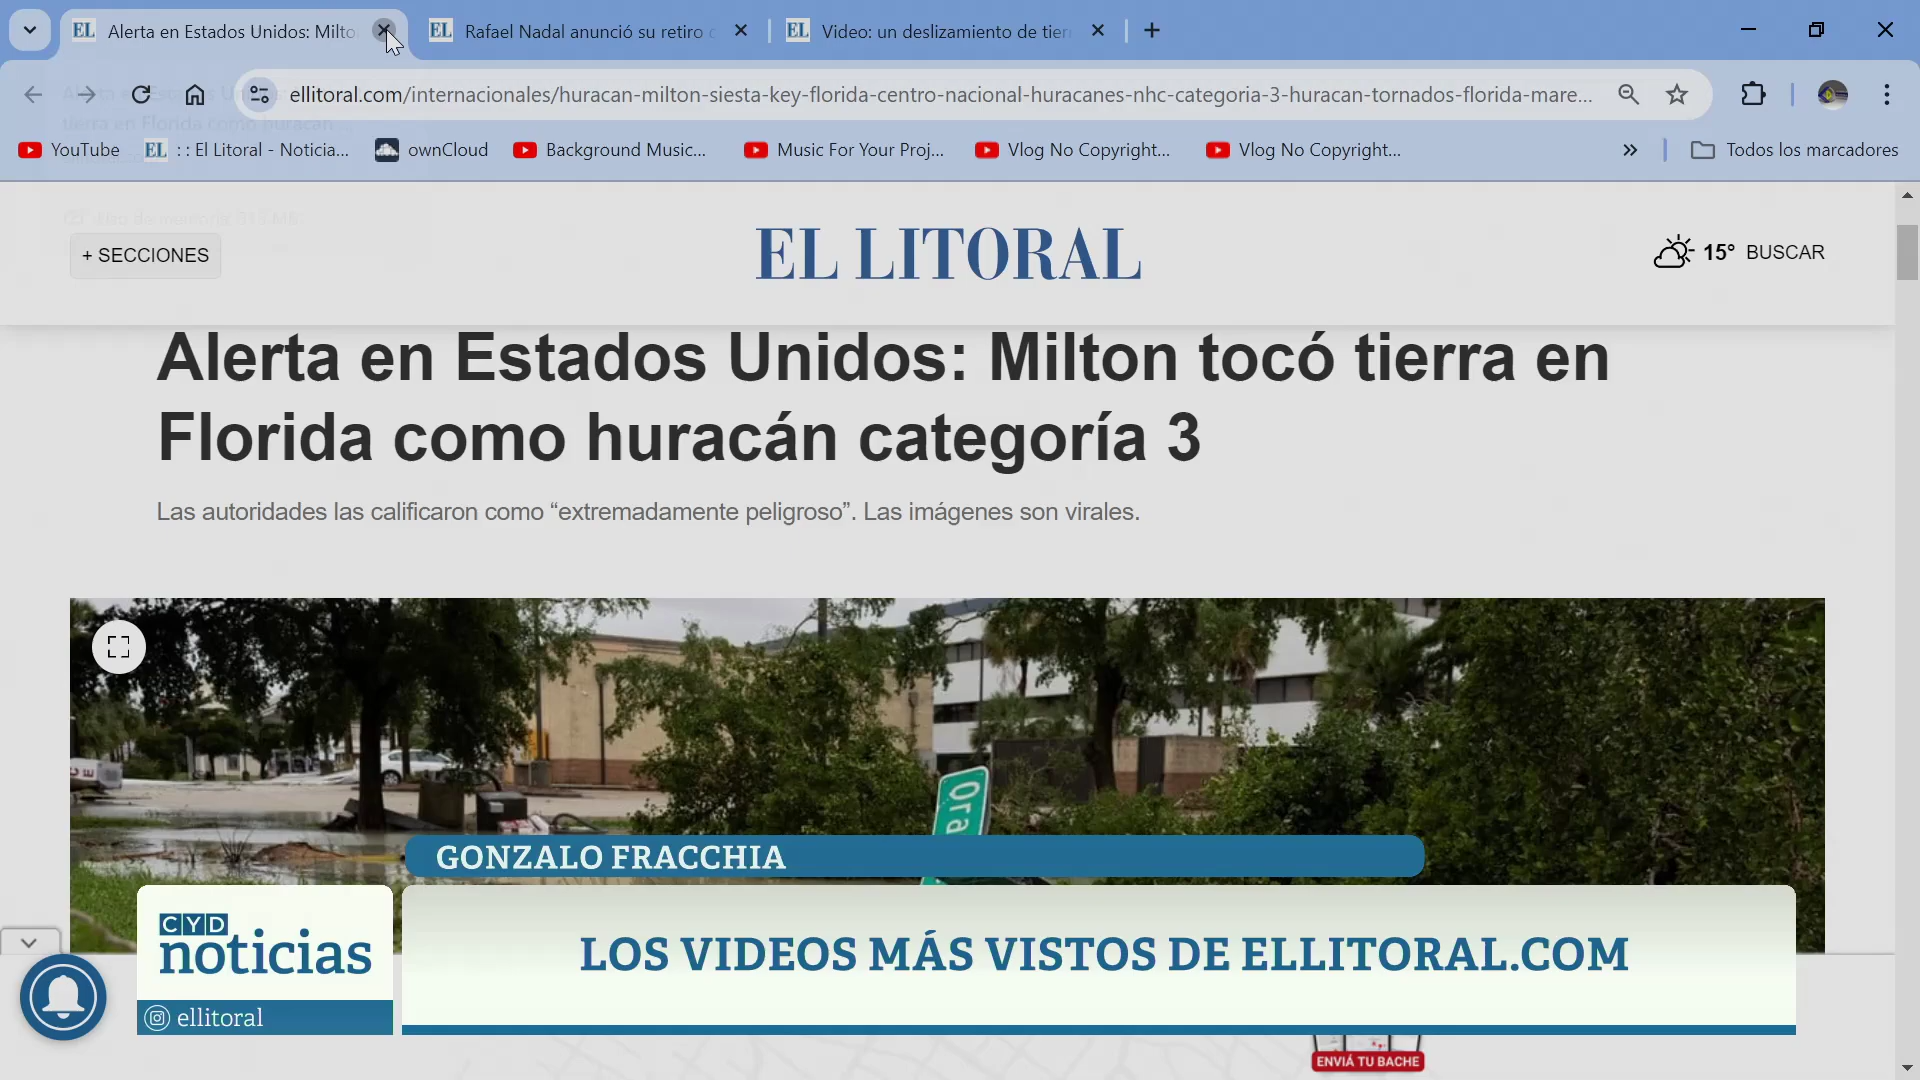 Alerta en Estados Unidos: Milto
Rafael Nadal anunció su retiro
Video: un deslizamiento de tier
ellitoral.com/internacionales/huracan-milton-siesta-key-florida-centro-nacional-huracanes-nhc-categoria-3-huracan-tornados-florida-mare...
YouTube
: : El Litoral - Noticia...
ownCloud
Background Music...
Music For Your Proj...
Vlog No Copyright...
Vlog No Copyright...
Todos los marcadores
+ SECCIONES
EL LITORAL
15° BUSCAR
Alerta en Estados Unidos: Milton tocó tierra en
Florida como huracán categoría 3
Las autoridades las calificaron como “extremadamente peligroso”. Las imágenes son virales.
GONZALO FRACCHIA
CYD
noticias
ellitoral
LOS VIDEOS MÁS VISTOS DE ELLITORAL.COM
ENVIÁ TU BACHE